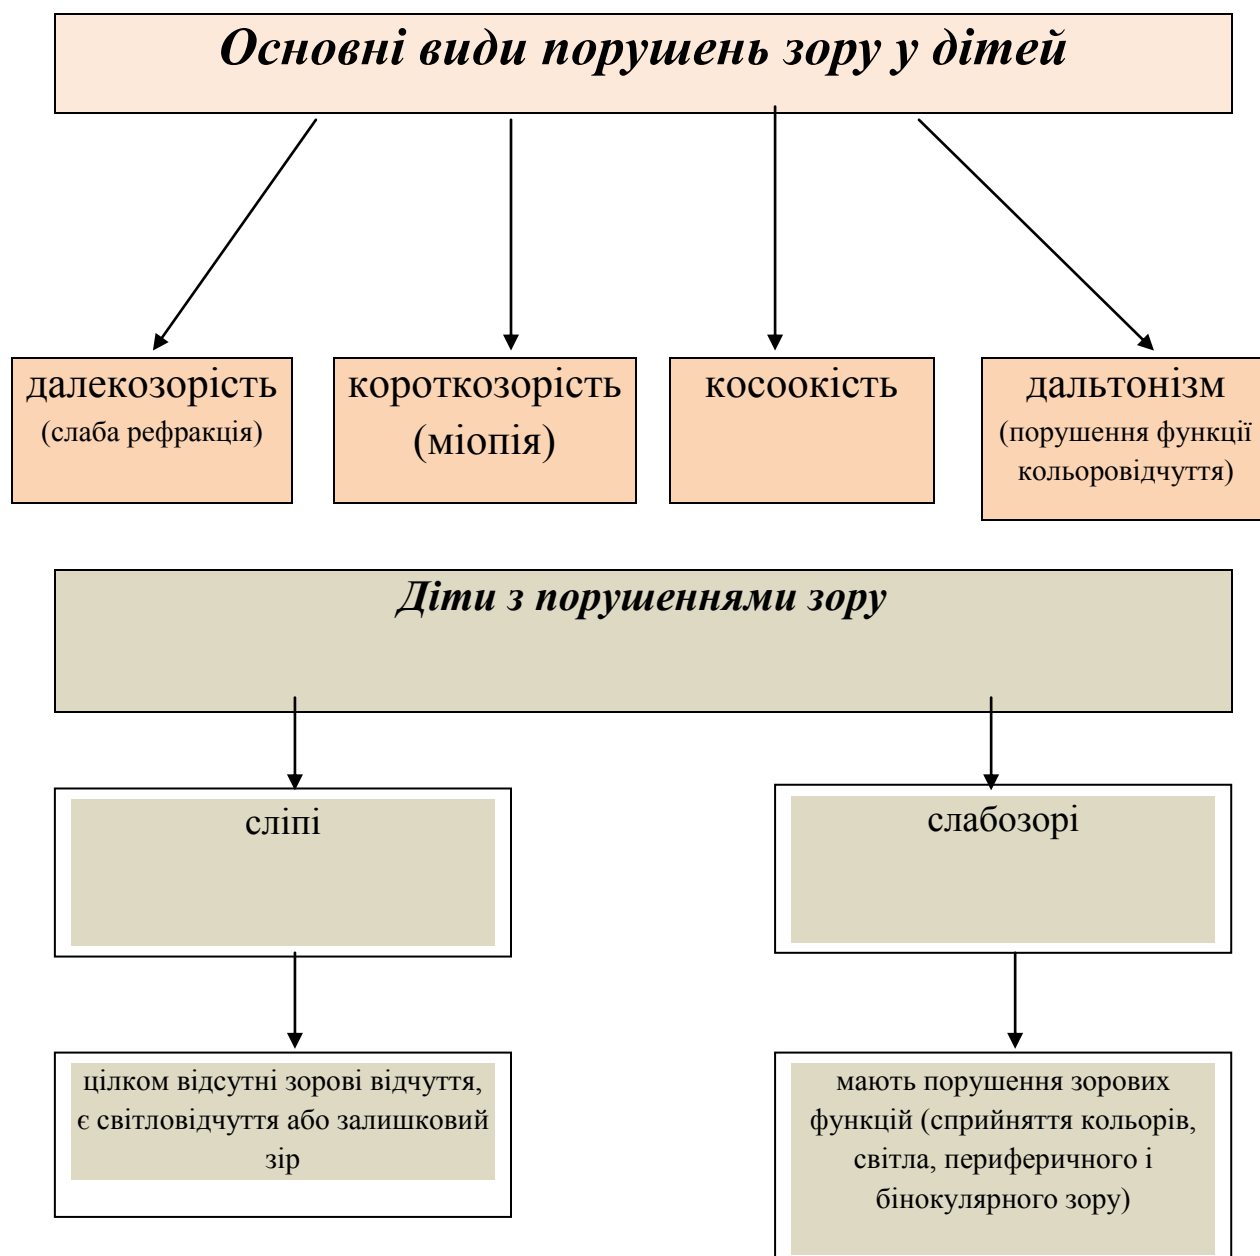 Основні види порушень зору у дітей
далекозорість
(слаба рефракція)
короткозорість
(міопія)
косоокість
дальтонізм
(порушення функції
кольоровідчуття)
Діти з порушеннями зору
сліпі
слабозорі
цілком відсутні зорові відчуття,
є світловідчуття або залишковий
зір
мають порушення зорових
функцій (сприйняття кольорів,
світла, периферичного і
бінокулярного зору)